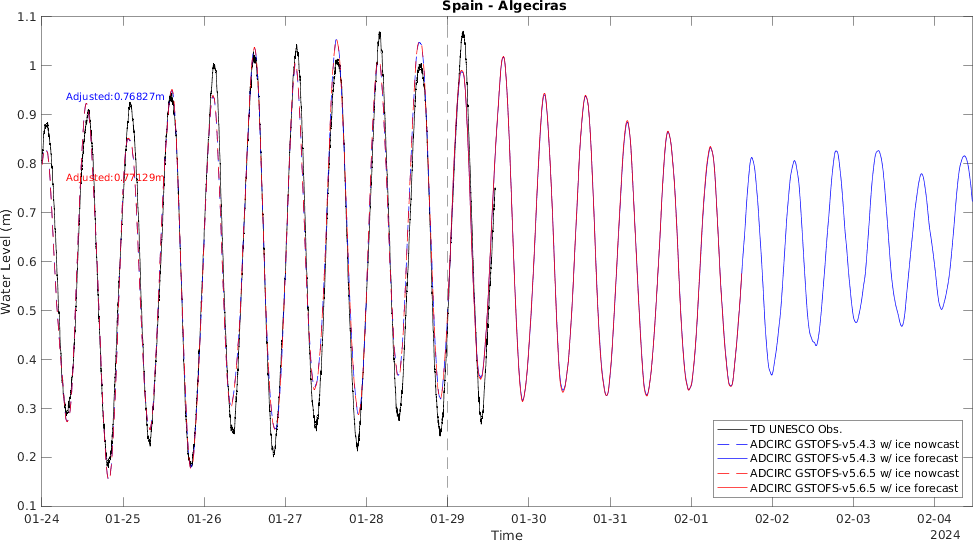 Spain - Algeciras
1.1
1
0.9
0.8
0.7
0.6
0.5
0.4
0.3
0.2
0.1
Water Level (m)
Adjusted:0.76827m
Adjusted:0.77129m
TD UNESCO Obs.
ADCIRC GSTOFS-v5.4.3 w/ ice nowcast
ADCIRC GSTOFS-v5.4.3 w/ ice forecast
ADCIRC GSTOFS-v5.6.5 w/ ice nowcast
ADCIRC GSTOFS-v5.6.5 w/ ice forecast
01-24 01-25 01-26 01-27 01-28 01-29 01-30 01-31 02-01 02-02 02-03 02-04
2024
Time